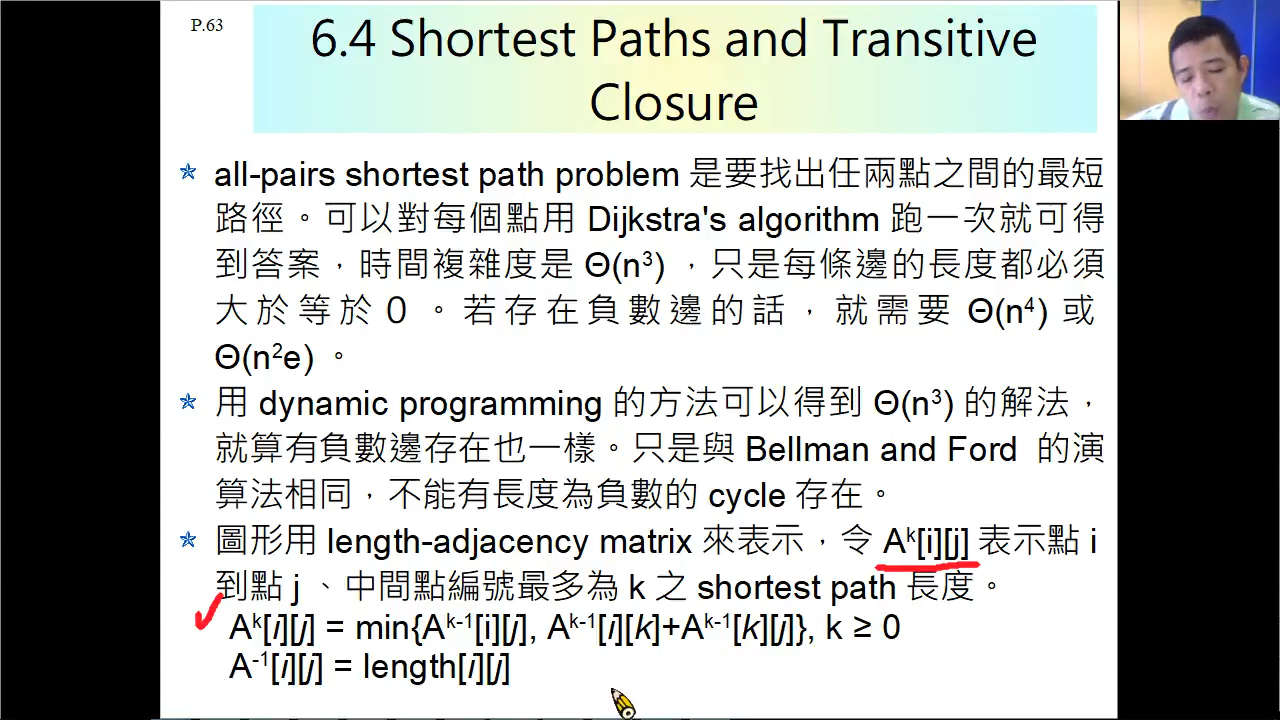 P.63
6.4 Shortest Paths and Transitive
Closure
all-pairs shortest path problem 是要找出任兩點之間的最短
路徑。可以對每個點用 Dijkstra's algorithm 跑一次就可得
到答案，時間複雜度是 Θ(n³) ，只是每條邊的長度都必須
大於等於 0 。若存在負數邊的話，就需要 Θ(n⁴) 或
Θ(n²e) 。
用 dynamic programming 的方法可以得到 Θ(n³) 的解法，
就算有負數邊存在也一樣。只是與 Bellman and Ford 的演
算法相同，不能有長度為負數的 cycle 存在。
圖形用 length-adjacency matrix 來表示，令 Aᵏ[i][j] 表示點 i
到點 j 、中間點編號最多為 k 之 shortest path 長度。
Aᵏ[i][j] = min{Aᵏ⁻¹[i][j], Aᵏ⁻¹[i][k]+Aᵏ⁻¹[k][j]}, k ≥ 0
A⁻¹[i][j] = length[i][j]